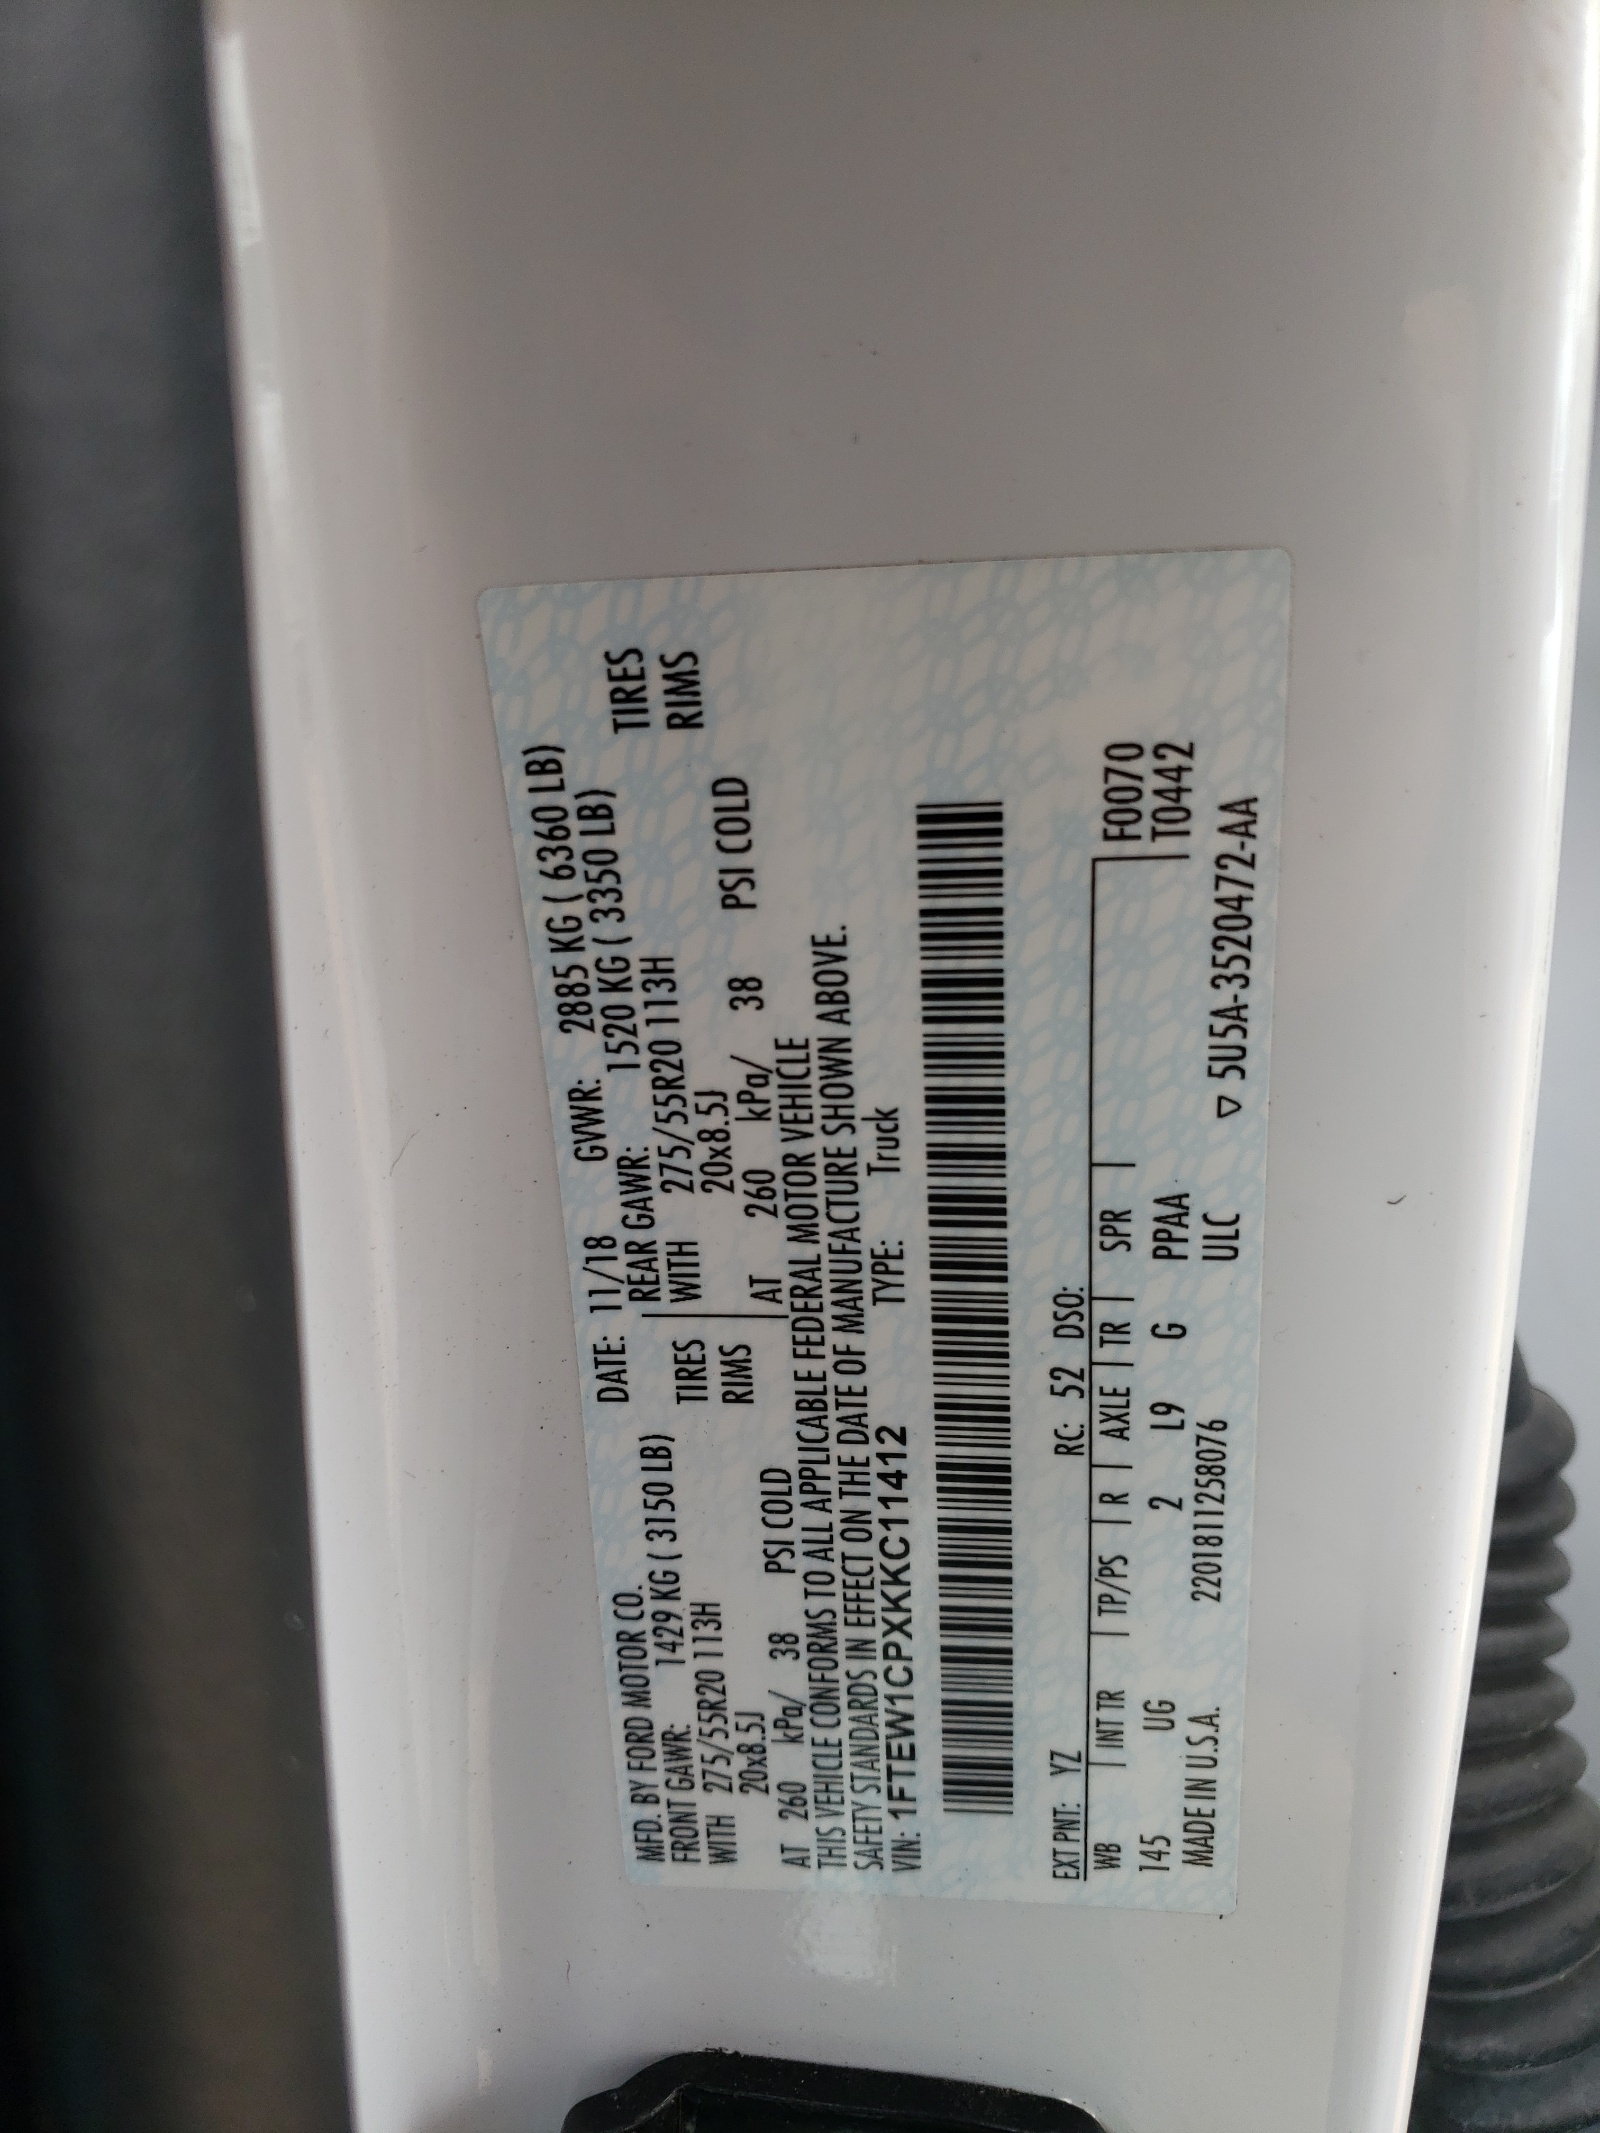 MFD. BY FORD MOTOR CO. DATE: 11/18 GVWR: 2885 KG ( 6360 LB)
FRONT GAWR: 1429 KG ( 3150 LB) REAR GAWR: 1520 KG ( 3350 LB)
WITH 275/55R20 113H TIRES WITH 275/55R20 113H TIRES
20x8.5J RIMS 20x8.5J RIMS
AT 260 kPa/ 38 PSI COLD AT 260 kPa/ 38 PSI COLD
THIS VEHICLE CONFORMS TO ALL APPLICABLE FEDERAL MOTOR VEHICLE
SAFETY STANDARDS IN EFFECT ON THE DATE OF MANUFACTURE SHOWN ABOVE.
VIN: 1FTEW1CPXKKC11412 TYPE: Truck
EXT PNT: YZ RC: 52 DSO:
WB | INT TR | TP/PS | R | AXLE | TR | SPR | F0070
145 UG 2 L9 G PPAA T0442
MADE IN U.S.A. 2201811258076 ULC ▽ 5U5A-3520472-AA